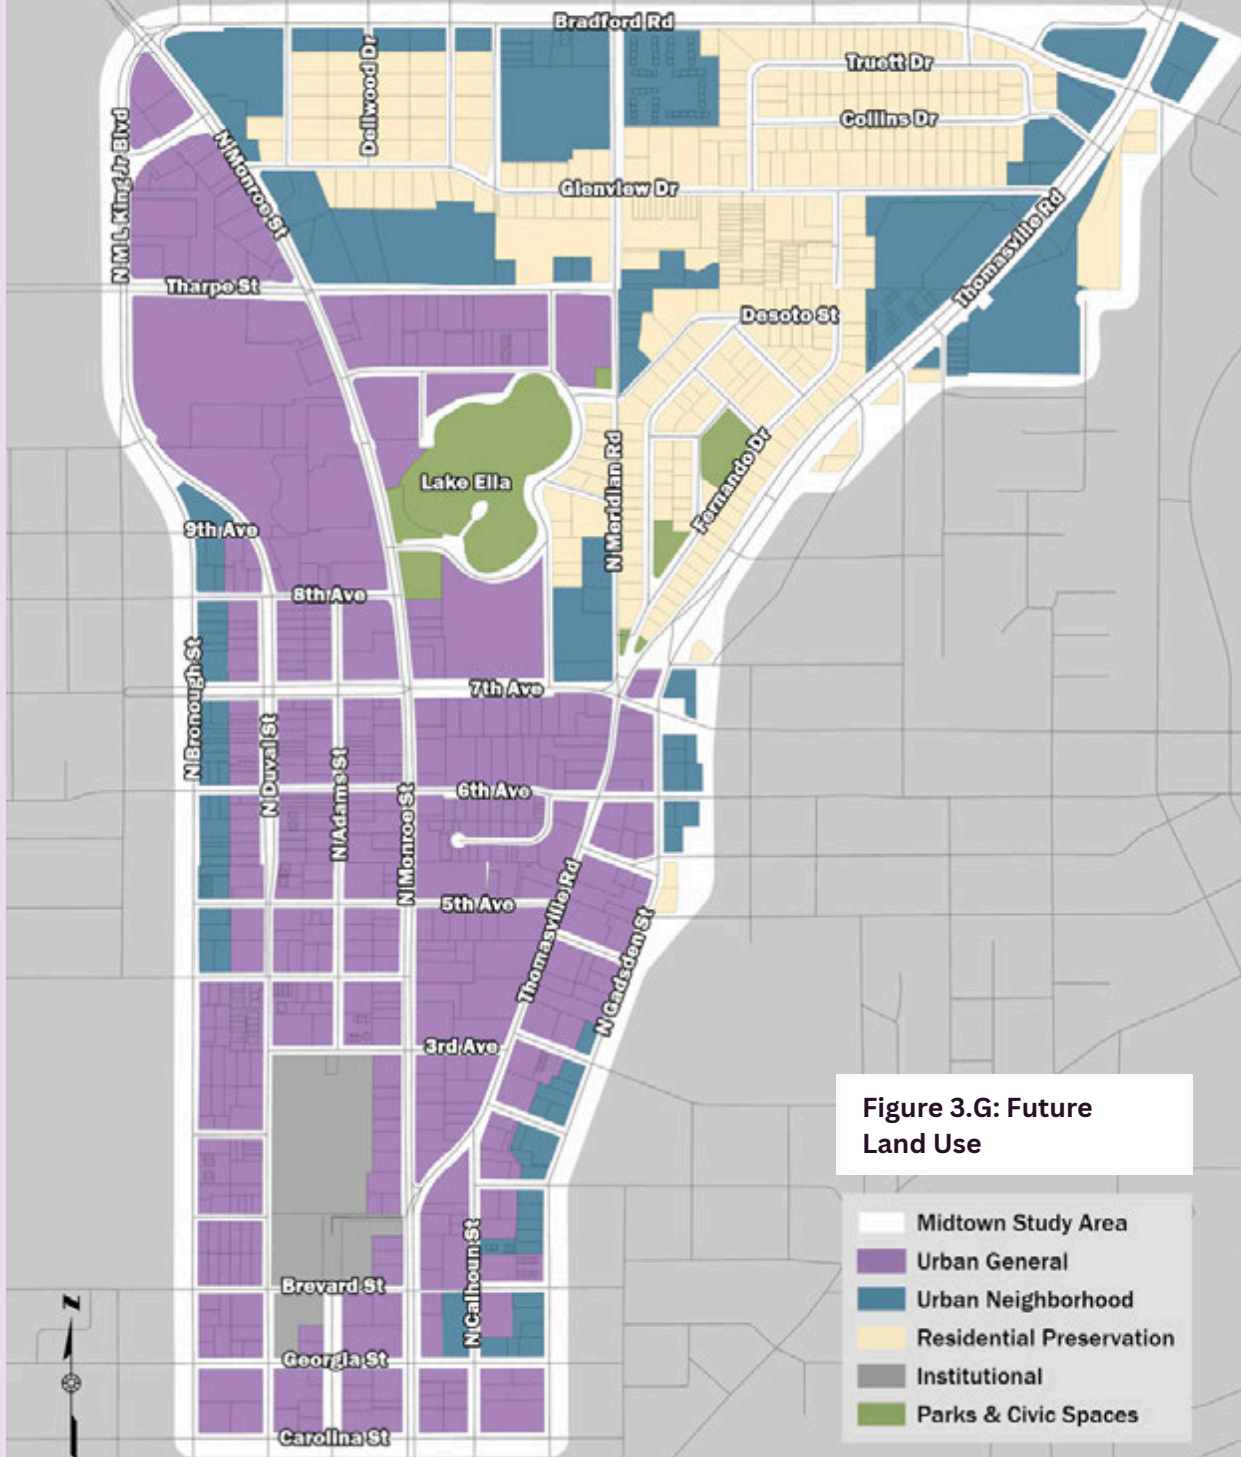 Bradford Rd
Dellwood Dr
Truett Dr
Collins Dr
N M L King Jr Blvd
N Monroe St
Glenview Dr
Thomasville Rd
Tharpe St
Desoto St
Lake Ella
N Meridian Rd
Fernando Dr
9th Ave
8th Ave
N Bronough St
7th Ave
N Duval St
N Adams St
N Monroe St
6th Ave
Thomasville Rd
5th Ave
N Gadsden St
3rd Ave
Figure 3.G: Future
Land Use
Midtown Study Area
Urban General
Urban Neighborhood
Residential Preservation
Institutional
Parks & Civic Spaces
N Calhoun St
Brevard St
N
Georgia St
Carolina St